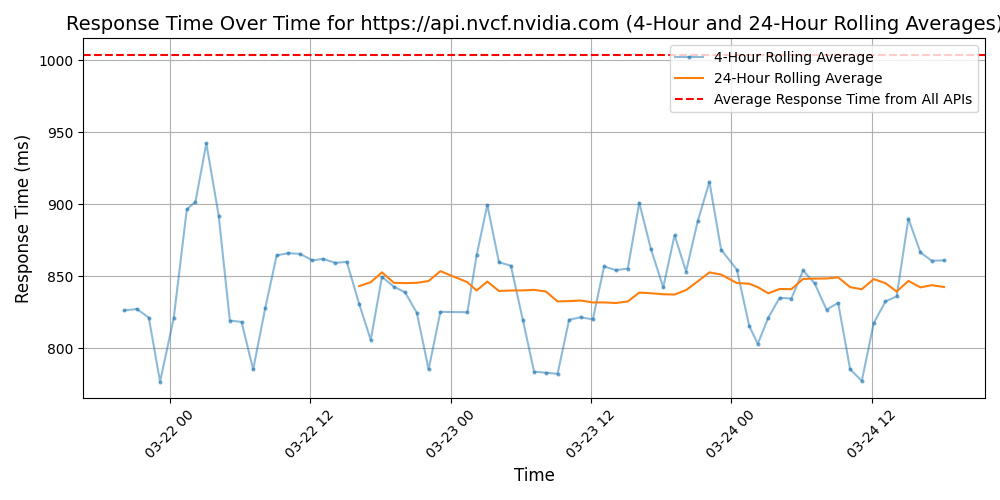 Response Time Over Time for https://api.nvcf.nvidia.com (4-Hour and 24-Hour Rolling Averages)
4-Hour Rolling Average
24-Hour Rolling Average
Average Response Time from All APIs
Response Time (ms)
1000
950
900
850
800
03-22 00
03-22 12
03-23 00
03-23 12
03-24 00
03-24 12
Time